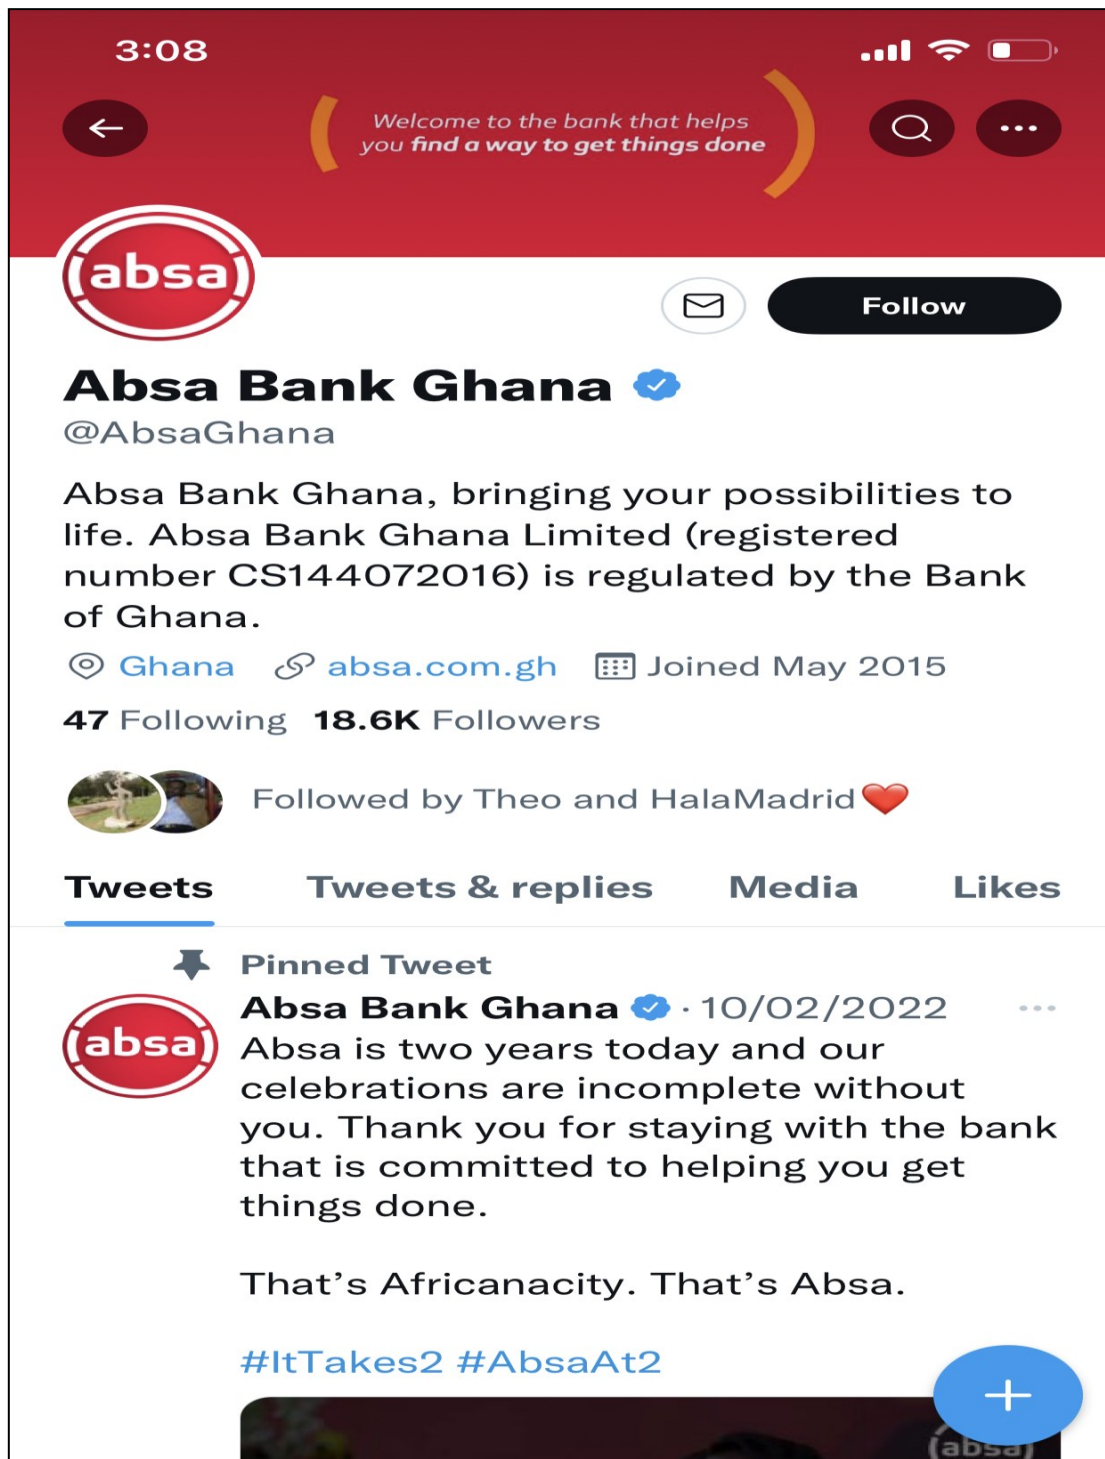 3:08
Welcome to the bank that helps
you find a way to get things done
absa
Follow
Absa Bank Ghana
@AbsaGhana
Absa Bank Ghana, bringing your possibilities to
life. Absa Bank Ghana Limited (registered
number CS144072016) is regulated by the Bank
of Ghana.
Ghana absa.com.gh Joined May 2015
47 Following 18.6K Followers
Followed by Theo and HalaMadrid❤️
Tweets Tweets & replies Media Likes
Pinned Tweet
Absa Bank Ghana · 10/02/2022
absa
Absa is two years today and our
celebrations are incomplete without
you. Thank you for staying with the bank
that is committed to helping you get
things done.
That’s Africanacity. That’s Absa.
#ItTakes2 #AbsaAt2
absa